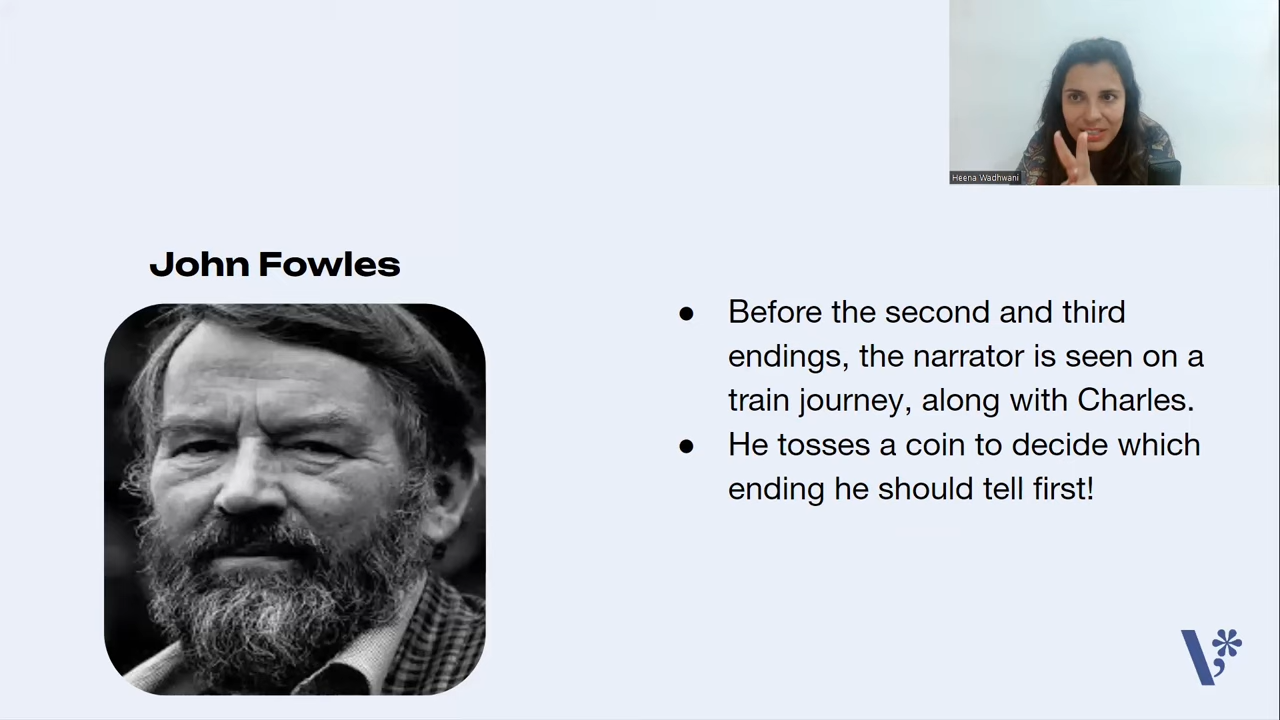 Heena Wadhwani
John Fowles
● Before the second and third
endings, the narrator is seen on a
train journey, along with Charles.
● He tosses a coin to decide which
ending he should tell first!